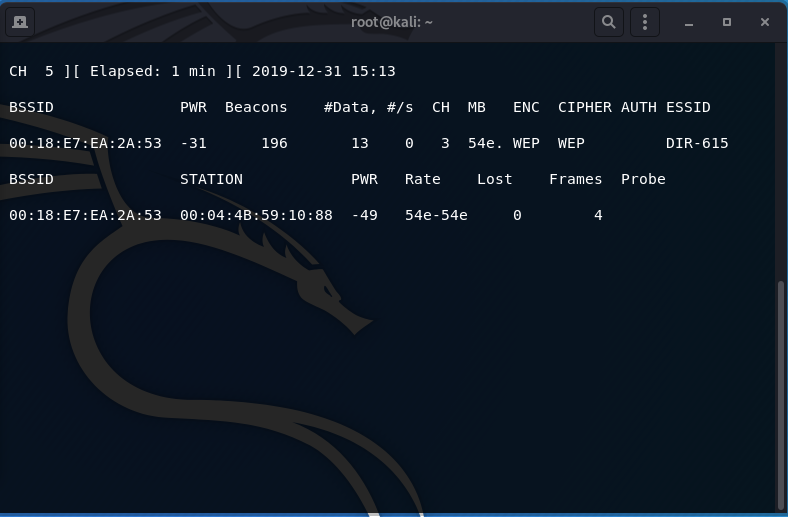 root@kali: ~
CH  5 ][ Elapsed: 1 min ][ 2019-12-31 15:13
BSSID              PWR  Beacons    #Data, #/s  CH  MB   ENC  CIPHER AUTH ESSID
00:18:E7:EA:2A:53  -31      196       13    0   3  54e. WEP  WEP         DIR-615
BSSID              STATION            PWR   Rate    Lost    Frames  Probe
00:18:E7:EA:2A:53  00:04:4B:59:10:88  -49   54e-54e     0        4